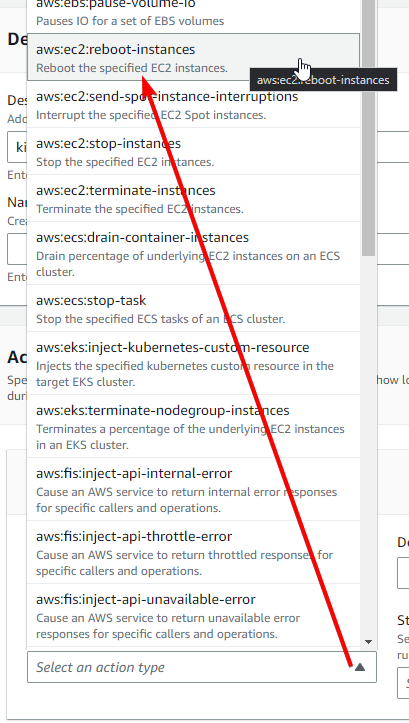 aws:ebs:pause-volume-io
Pauses IO for a set of EBS volumes
De
aws:ec2:reboot-instances
Reboot the specified EC2 instances.
aws:ec2:reboot-instances
Des
aws:ec2:send-spot-instance-interruptions
Add
Interrupt the specified EC2 Spot instances.
ki
aws:ec2:stop-instances
Stop the specified EC2 instances.
Ente
aws:ec2:terminate-instances
Nar
Terminate the specified EC2 instances.
Crea
aws:ecs:drain-container-instances
Drain percentage of underlying EC2 instances on an ECS
cluster.
Ente
aws:ecs:stop-task
Stop the specified ECS tasks of an ECS cluster.
aws:eks:inject-kubernetes-custom-resource
Ac
Injects the specified kubernetes custom resource in the
target EKS cluster.
Spe
how lo
duri
aws:eks:terminate-nodegroup-instances
Terminates a percentage of the underlying EC2 instances
in an EKS cluster.
aws:fis:inject-api-internal-error
Cause an AWS service to return internal error responses
for specific callers and operations.
aws:fis:inject-api-throttle-error
De
Cause an AWS service to return throttled responses for
specific callers and operations.
aws:fis:inject-api-unavailable-error
Cause an AWS service to return unavailable error
responses for specific callers and operations.
St
Se
ru
Select an action type
S